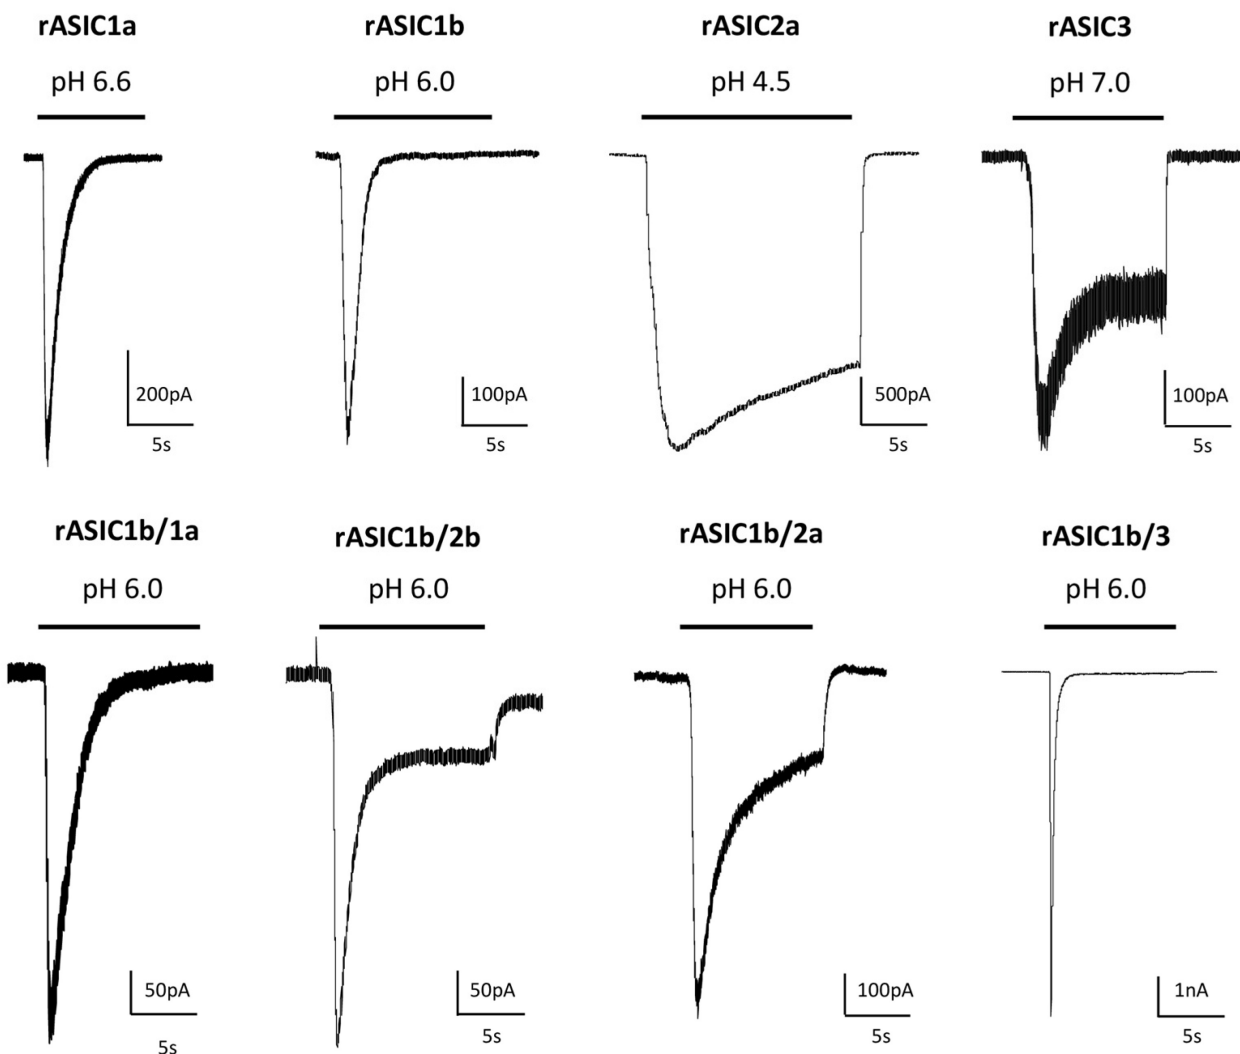 rASIC1a
rASIC1b
rASIC2a
rASIC3
pH 6.6
pH 6.0
pH 4.5
pH 7.0
200pA
5s
100pA
5s
500pA
5s
100pA
5s
rASIC1b/1a
rASIC1b/2b
rASIC1b/2a
rASIC1b/3
pH 6.0
pH 6.0
pH 6.0
pH 6.0
50pA
5s
50pA
5s
100pA
5s
1nA
5s